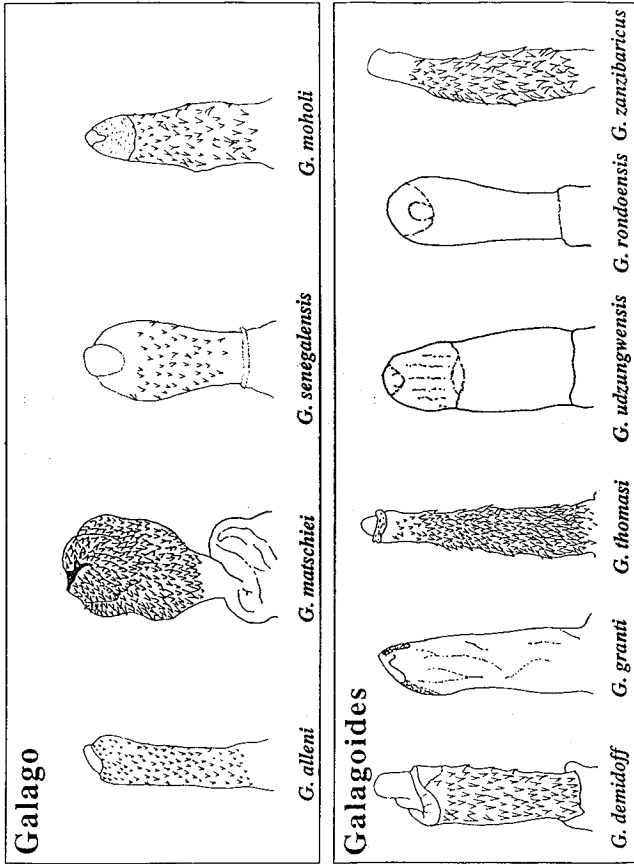 Galago
G. alleni
G. matschiei
G. senegalensis
G. moholi
Galagoides
G. demidoff
G. granti
G. thomasi
G. udzungwensis
G. rondoensis
G. zanzibaricus